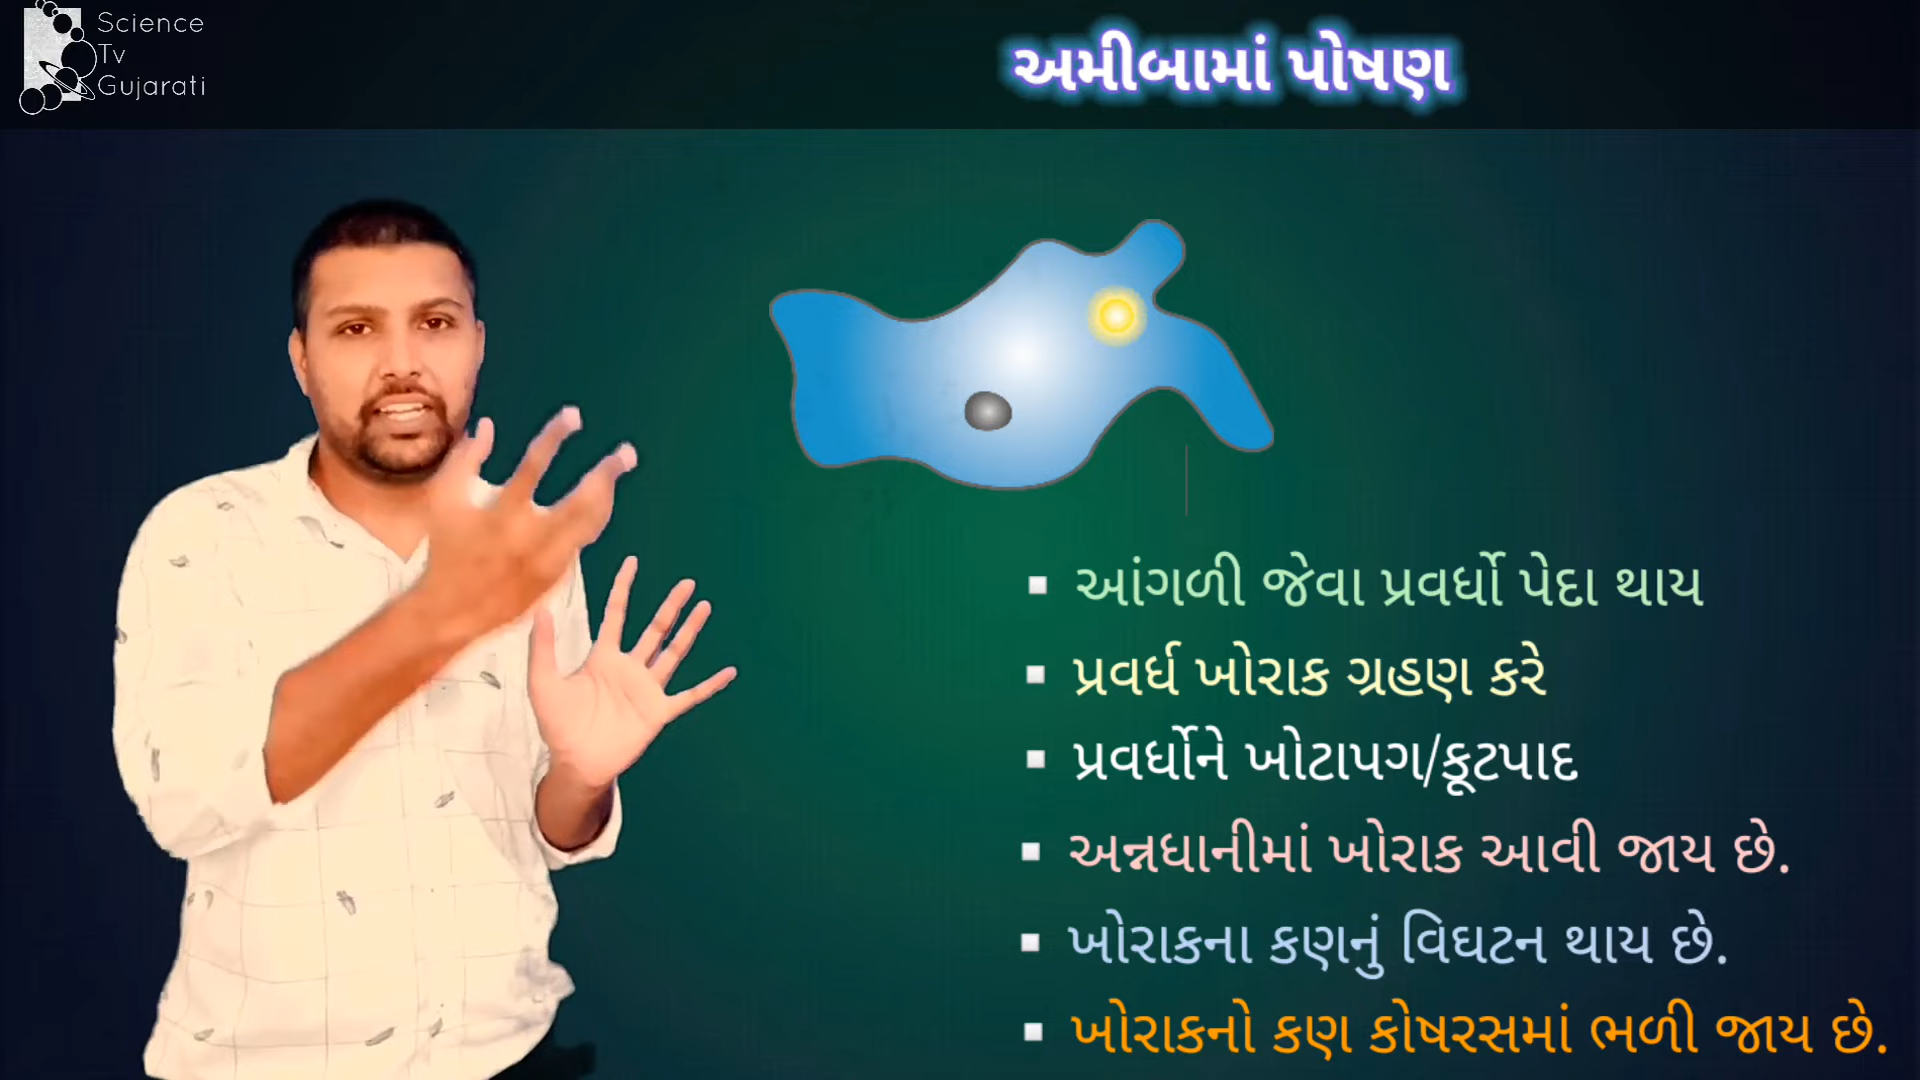 Science
Tv
Gujarati
અમીબામાં પોષણ
આંગળી જેવા પ્રવર્ધો પેદા થાય
પ્રવર્ધ ખોરાક ગ્રહણ કરે
પ્રવર્ધોને ખોટાપગ/કૂટપાદ
અન્નધાનીમાં ખોરાક આવી જાય છે.
ખોરાકના કણનું વિઘટન થાય છે.
ખોરાકનો કણ કોષરસમાં ભળી જાય છે.